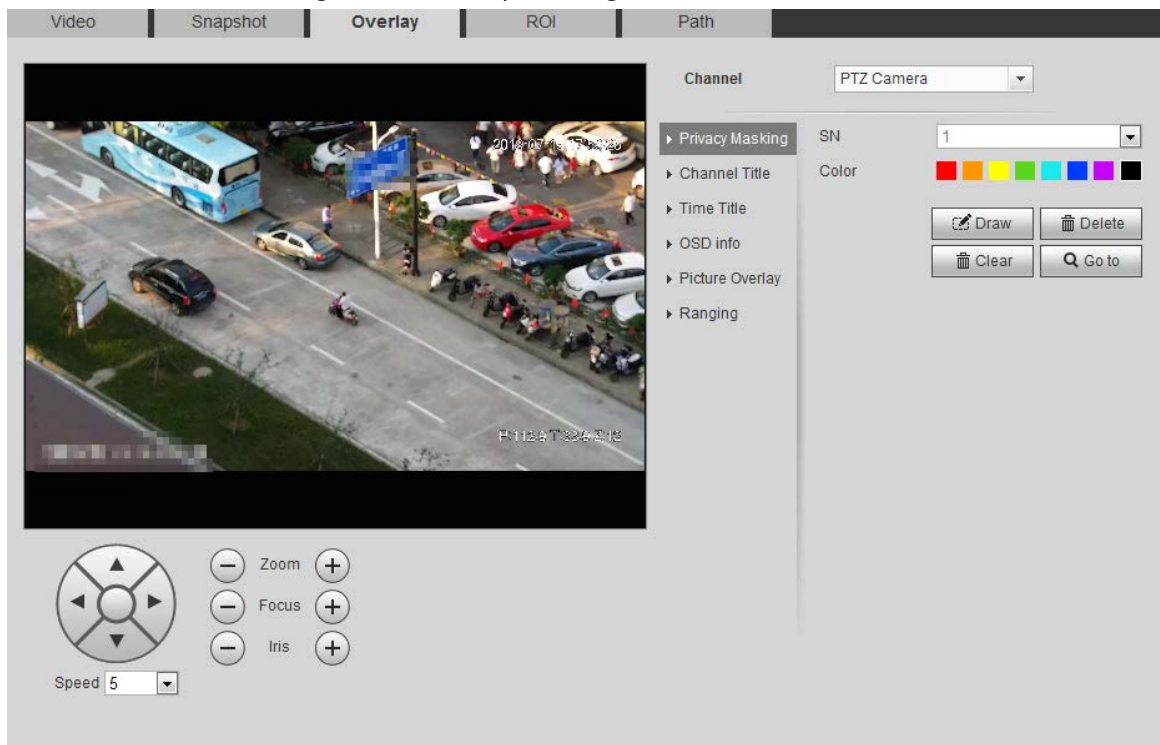 Video Snapshot Overlay ROI Path
Channel PTZ Camera
Privacy Masking
Channel Title
Time Title
OSD info
Picture Overlay
Ranging
SN 1
Color
Draw Delete
Clear Go to
Zoom
Focus
Iris
Speed 5